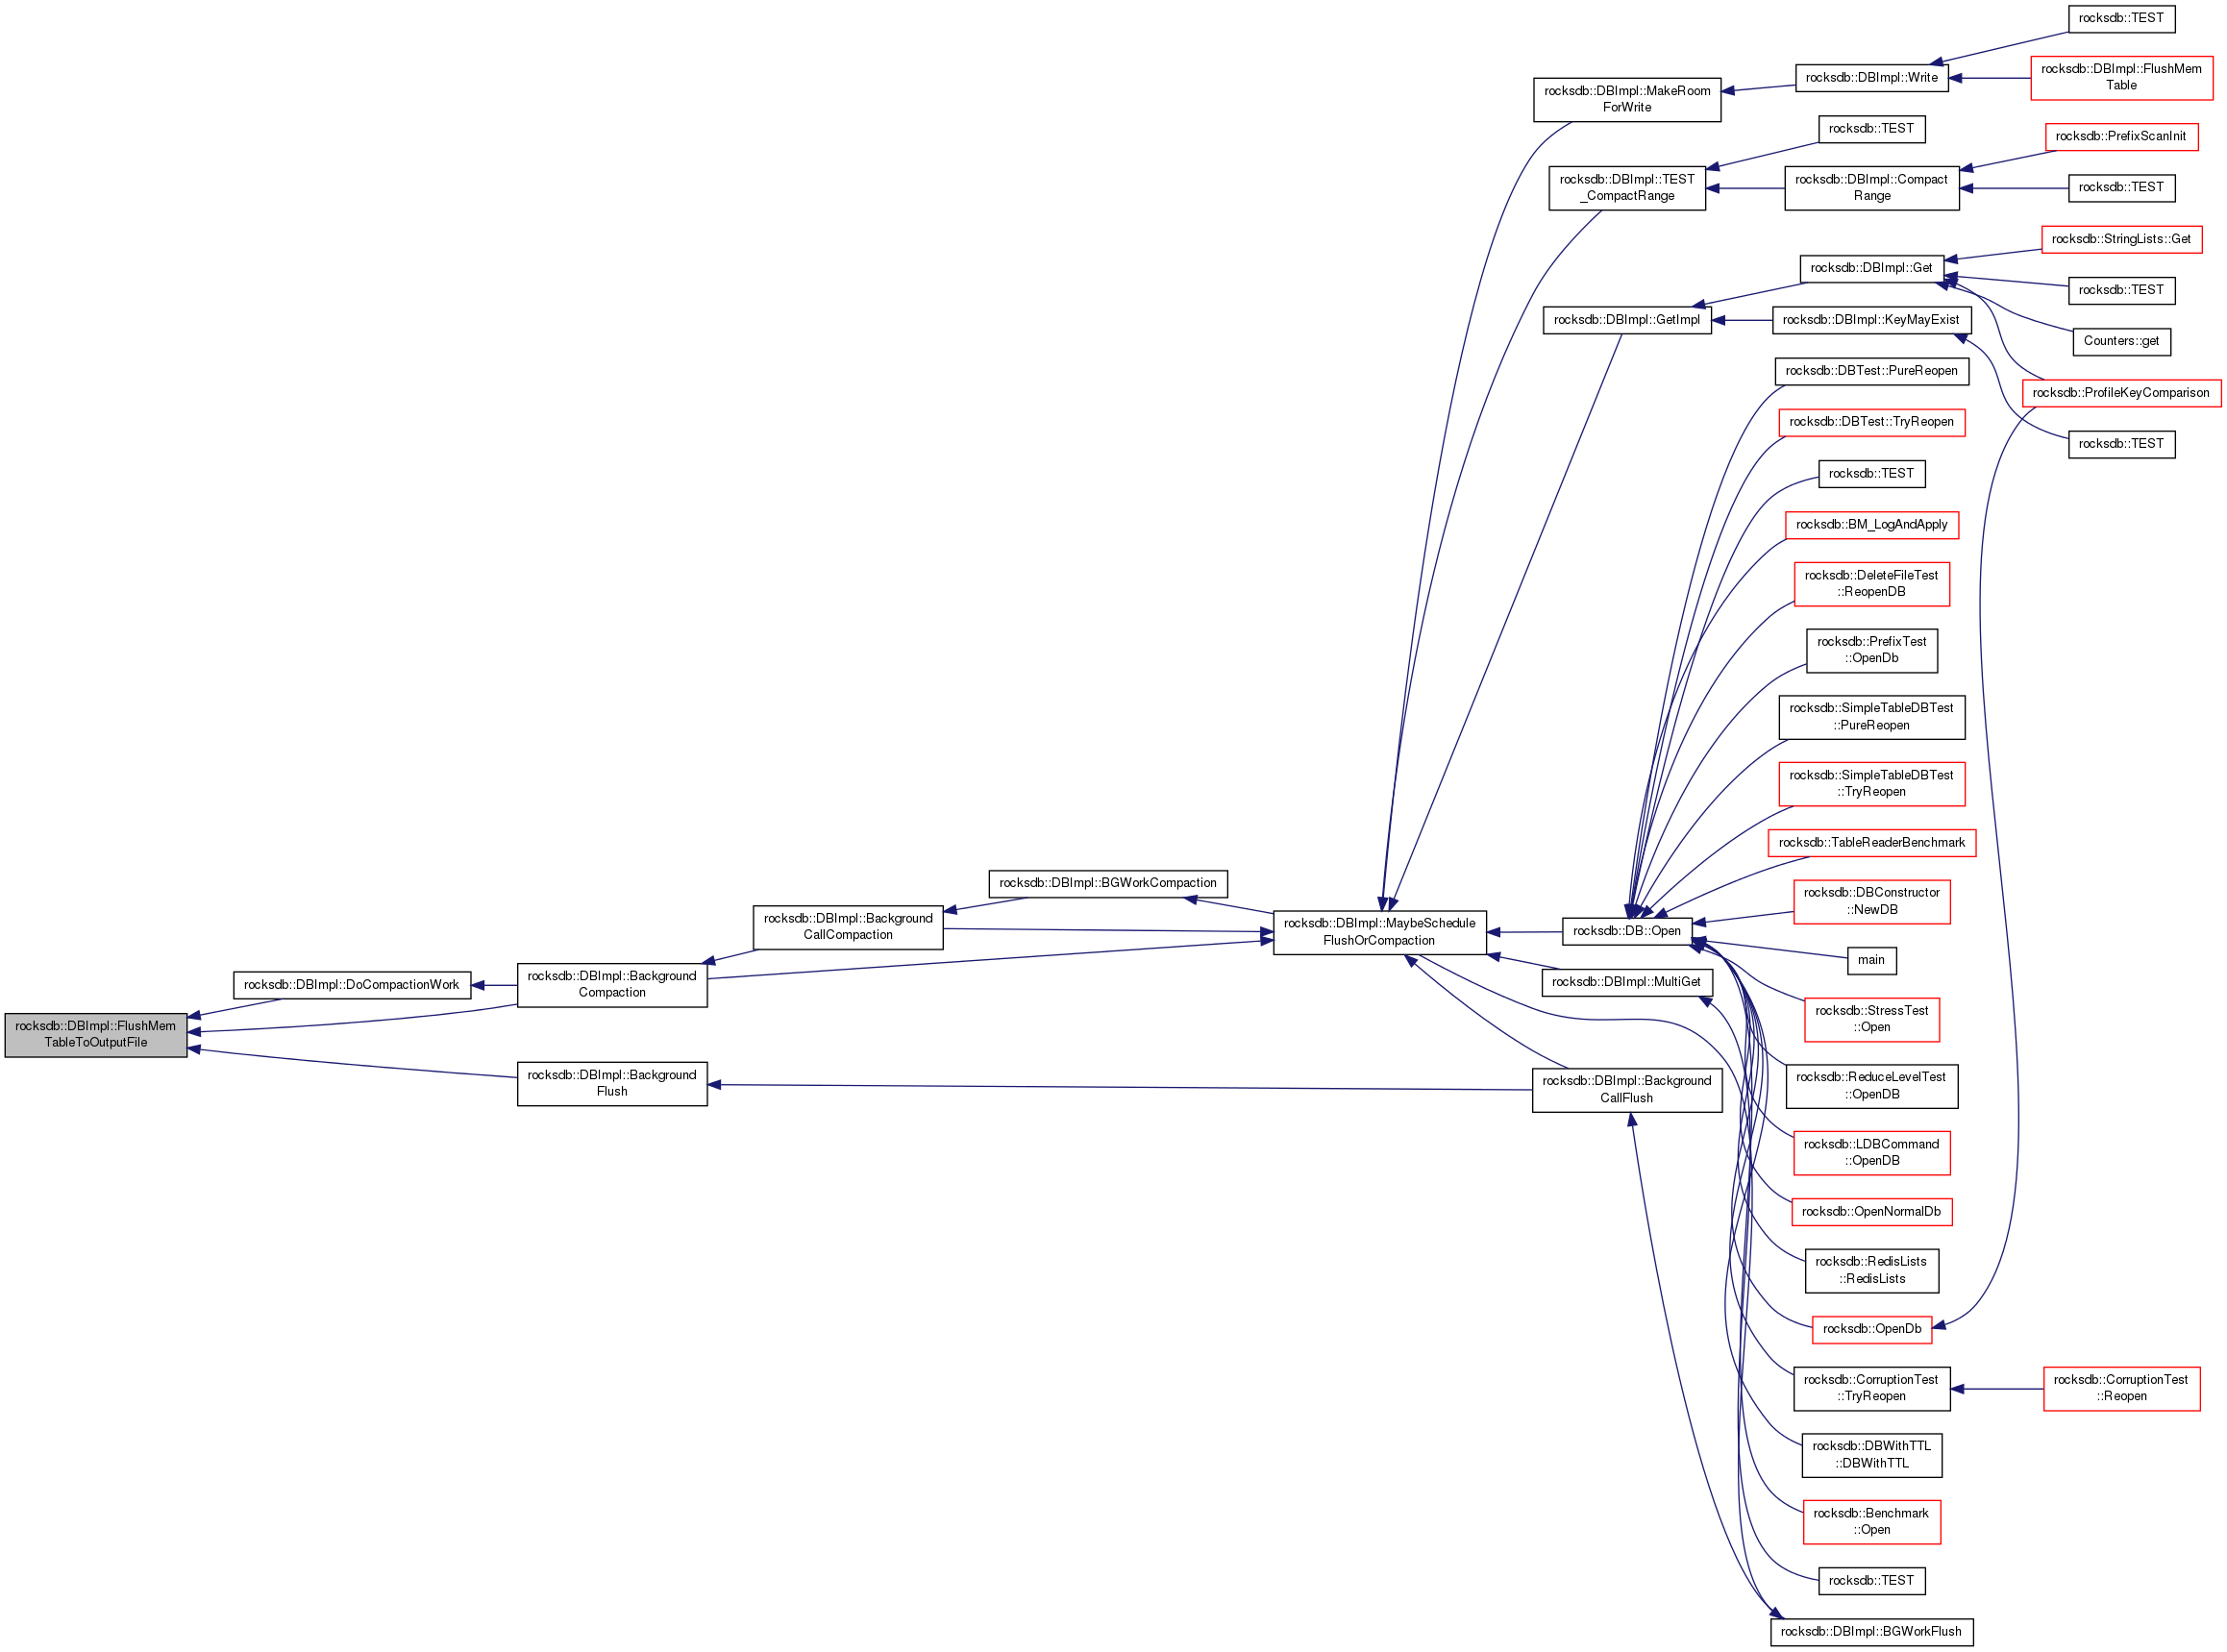 rocksdb::TEST
rocksdb::DBImpl::FlushMem
Table
rocksdb::DBImpl::Write
rocksdb::DBImpl::MakeRoom
ForWrite
rocksdb::TEST
rocksdb::PrefixScanInit
rocksdb::DBImpl::TEST
_CompactRange
rocksdb::DBImpl::Compact
Range
rocksdb::TEST
rocksdb::StringLists::Get
rocksdb::DBImpl::Get
rocksdb::TEST
rocksdb::DBImpl::GetImpl
rocksdb::DBImpl::KeyMayExist
Counters::get
rocksdb::DBTest::PureReopen
rocksdb::ProfileKeyComparison
rocksdb::DBTest::TryReopen
rocksdb::TEST
rocksdb::TEST
rocksdb::BM_LogAndApply
rocksdb::DeleteFileTest
::ReopenDB
rocksdb::PrefixTest
::OpenDb
rocksdb::SimpleTableDBTest
::PureReopen
rocksdb::SimpleTableDBTest
::TryReopen
rocksdb::TableReaderBenchmark
rocksdb::DBImpl::BGWorkCompaction
rocksdb::DBConstructor
::NewDB
rocksdb::DBImpl::Background
CallCompaction
rocksdb::DBImpl::MaybeSchedule
FlushOrCompaction
rocksdb::DB::Open
main
rocksdb::DBImpl::DoCompactionWork
rocksdb::DBImpl::Background
Compaction
rocksdb::DBImpl::MultiGet
rocksdb::StressTest
::Open
rocksdb::DBImpl::FlushMem
TableToOutputFile
rocksdb::DBImpl::Background
Flush
rocksdb::DBImpl::Background
CallFlush
rocksdb::ReduceLevelTest
::OpenDB
rocksdb::LDBCommand
::OpenDB
rocksdb::OpenNormalDb
rocksdb::RedisLists
::RedisLists
rocksdb::OpenDb
rocksdb::CorruptionTest
::TryReopen
rocksdb::CorruptionTest
::Reopen
rocksdb::DBWithTTL
::DBWithTTL
rocksdb::Benchmark
::Open
rocksdb::TEST
rocksdb::DBImpl::BGWorkFlush